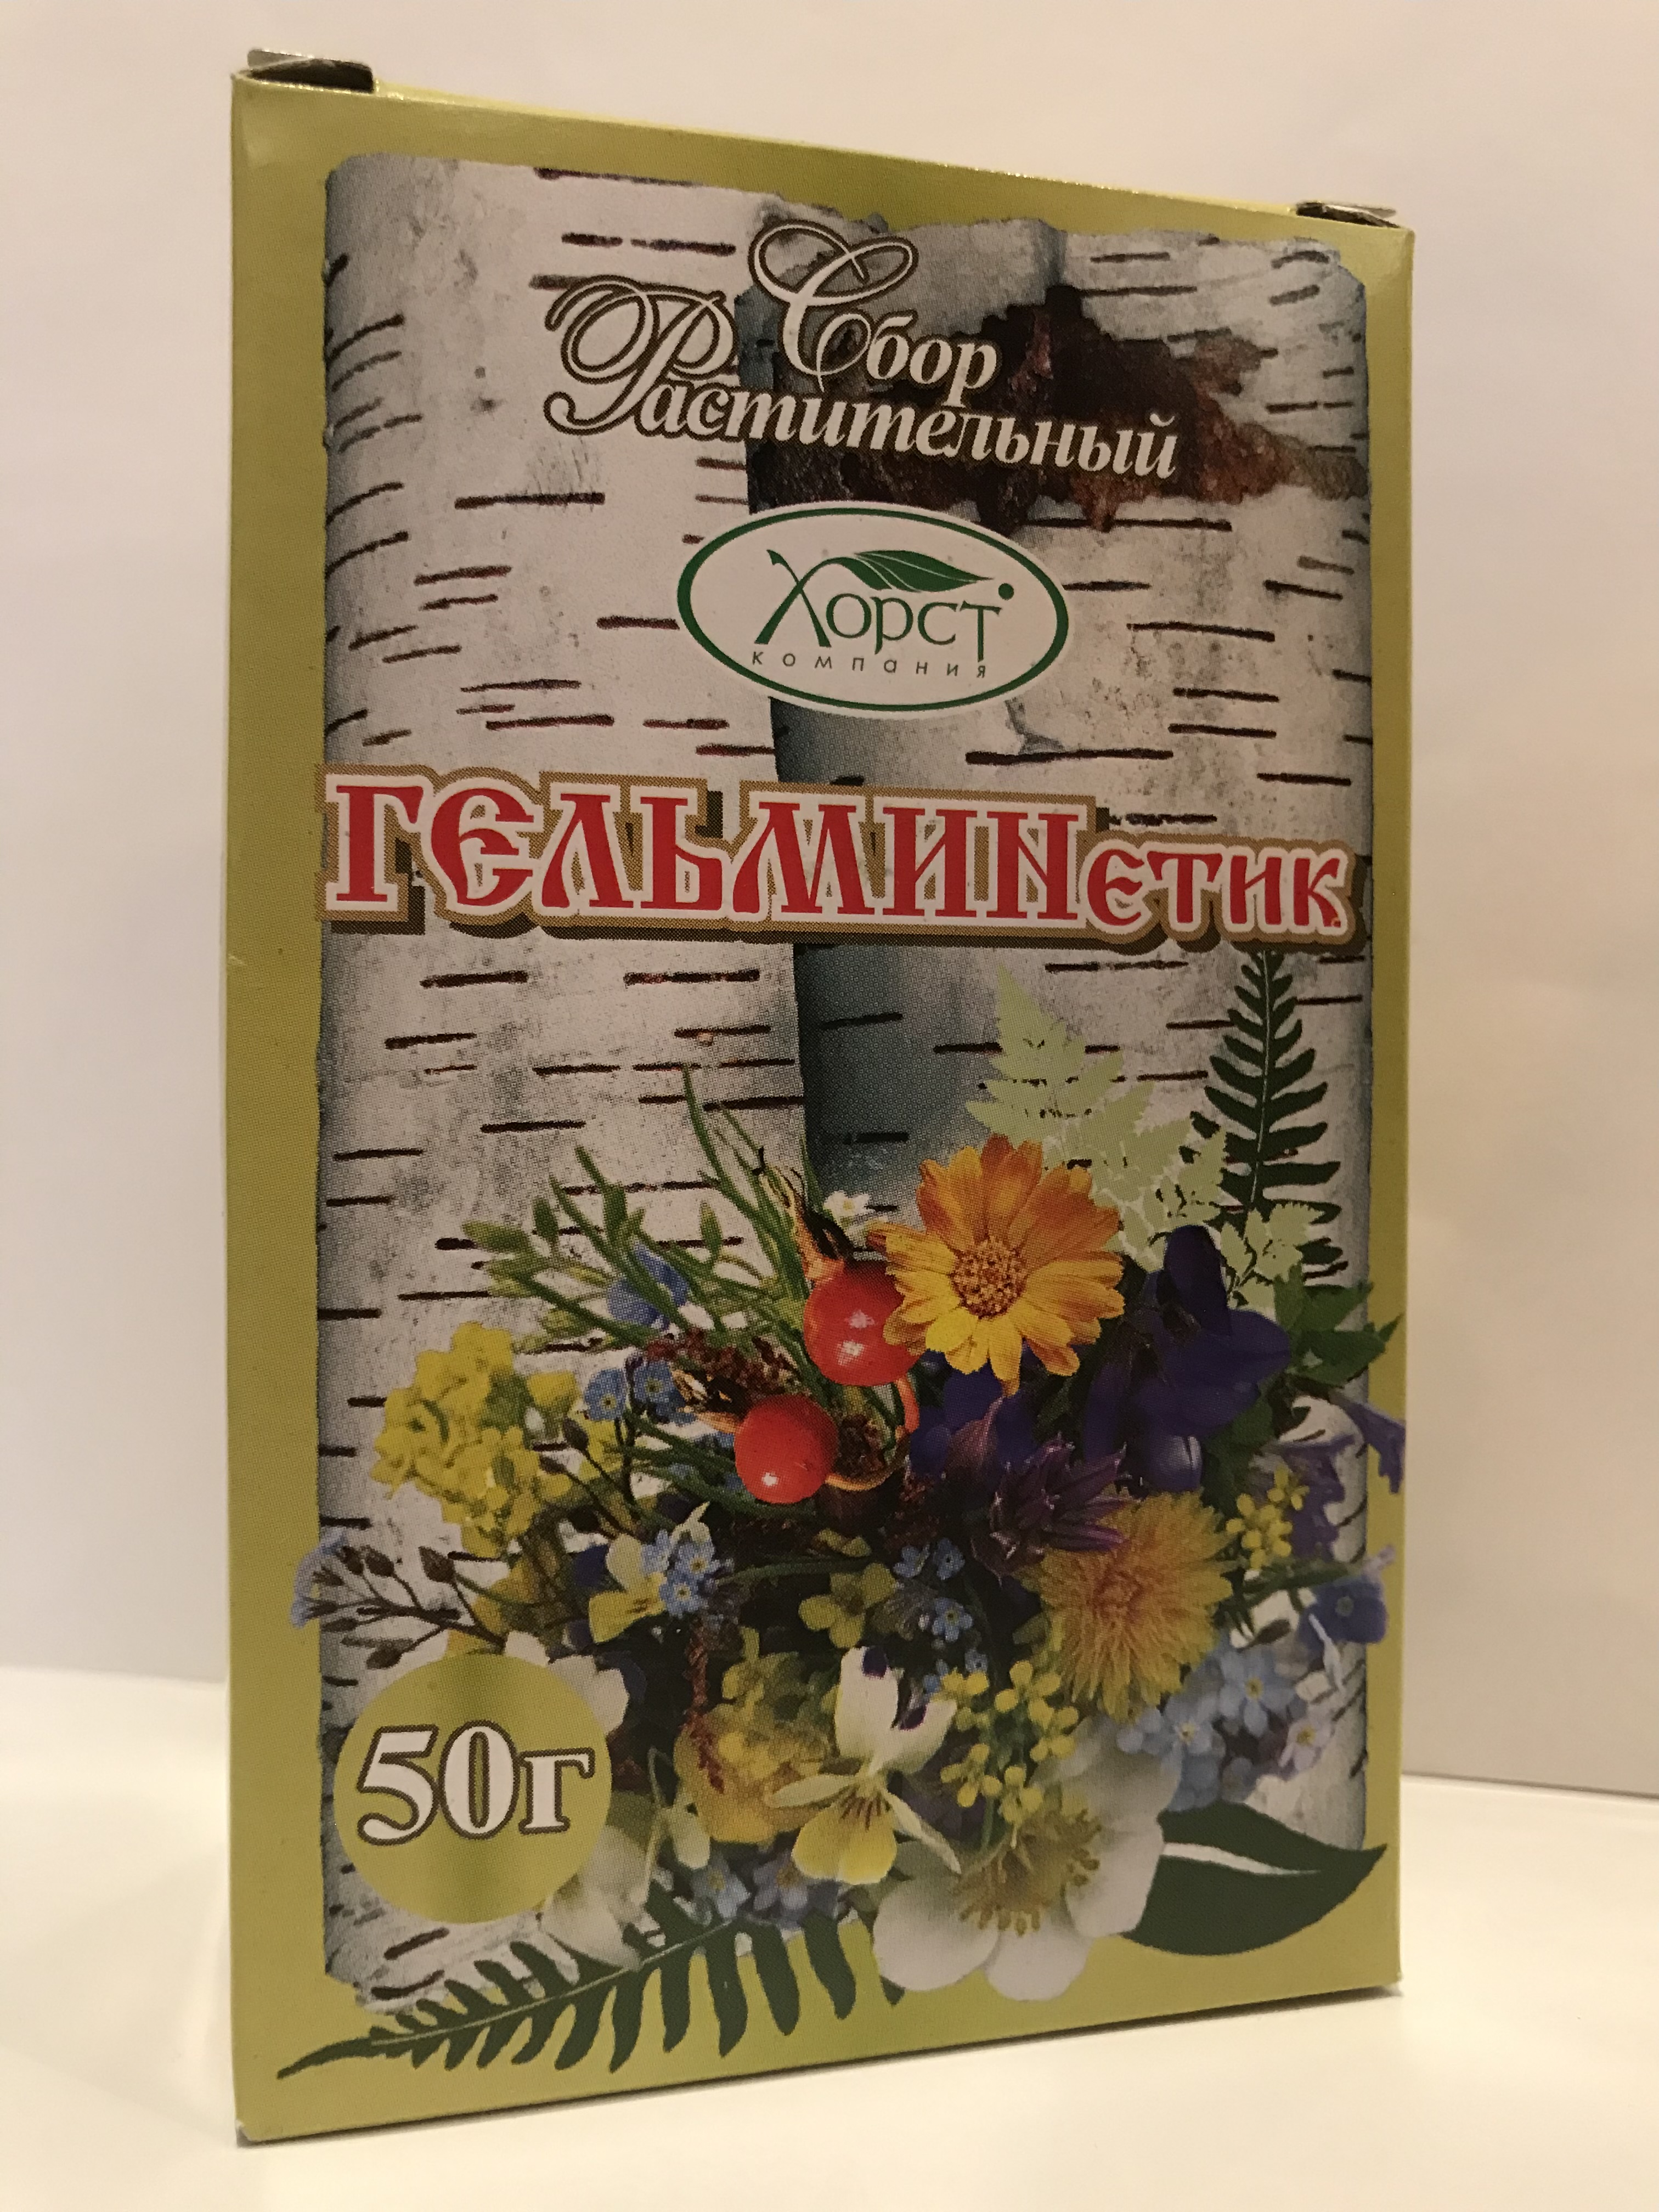 Сбор
Растительный
Хорст
компания
ГЕЛЬМИНетик
50г